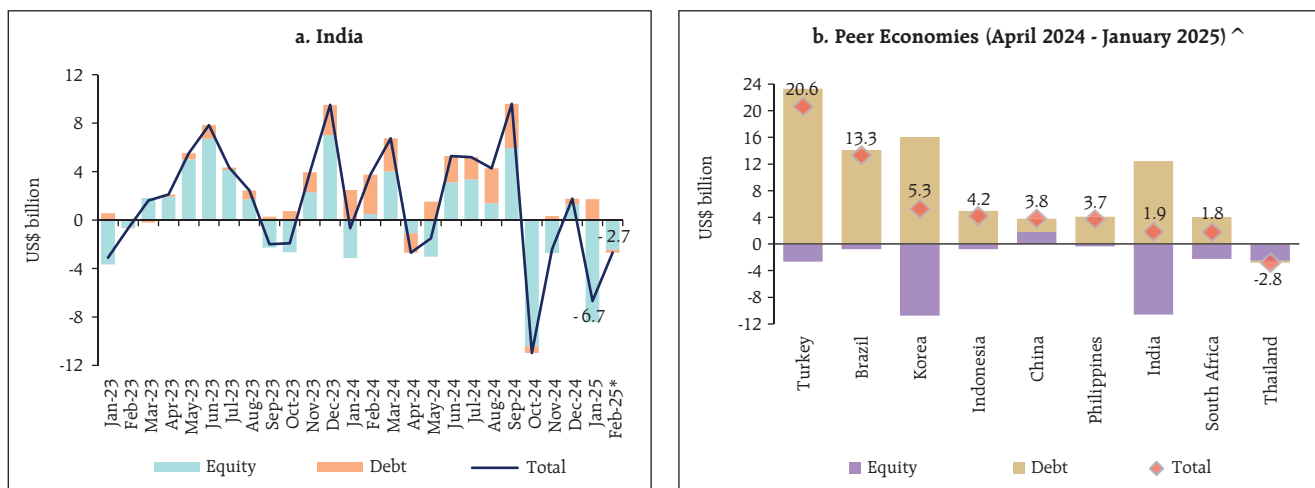 a. India
US$ billion
12
8
4
0
-4
-8
-12
- 2.7
- 6.7
Jan-23
Feb-23
Mar-23
Apr-23
May-23
Jun-23
Jul-23
Aug-23
Sep-23
Oct-23
Nov-23
Dec-23
Jan-24
Feb-24
Mar-24
Apr-24
May-24
Jun-24
Jul-24
Aug-24
Sep-24
Oct-24
Nov-24
Dec-24
Jan-25
Feb-25*
Equity Debt Total
b. Peer Economies (April 2024 - January 2025) ^
US$ billion
24
20
16
12
8
4
0
-4
-8
-12
20.6
13.3
5.3
4.2
3.8
3.7
1.9
1.8
-2.8
Turkey
Brazil
Korea
Indonesia
China
Philippines
India
South Africa
Thailand
Equity Debt Total